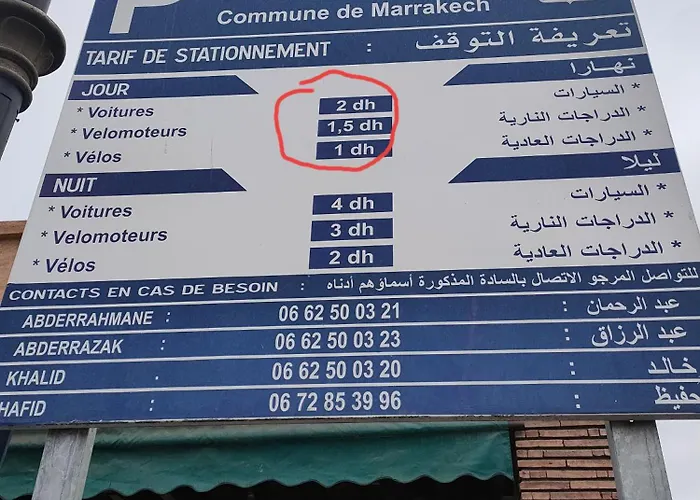 P
Commune de Marrakech
TARIF DE STATIONNEMENT : تعريفة التوقف
JOUR نهارا
* Voitures 2 dh السيارات *
* Velomoteurs 1,5 dh الدراجات النارية *
* Vélos 1 dh الدراجات العادية *
NUIT ليلا
* Voitures 4 dh السيارات *
* Velomoteurs 3 dh الدراجات النارية *
* Vélos 2 dh الدراجات العادية *
CONTACTS EN CAS DE BESOIN : للتواصل المرجو الاتصال بالسادة المذكورة أسماؤهم أدناه
ABDERRAHMANE : 06 62 50 03 21 : عبد الرحمان
ABDERRAZAK : 06 62 50 03 23 : عبد الرزاق
KHALID : 06 62 50 03 20 : خالد
HAFID : 06 72 85 39 96 : حفيظ